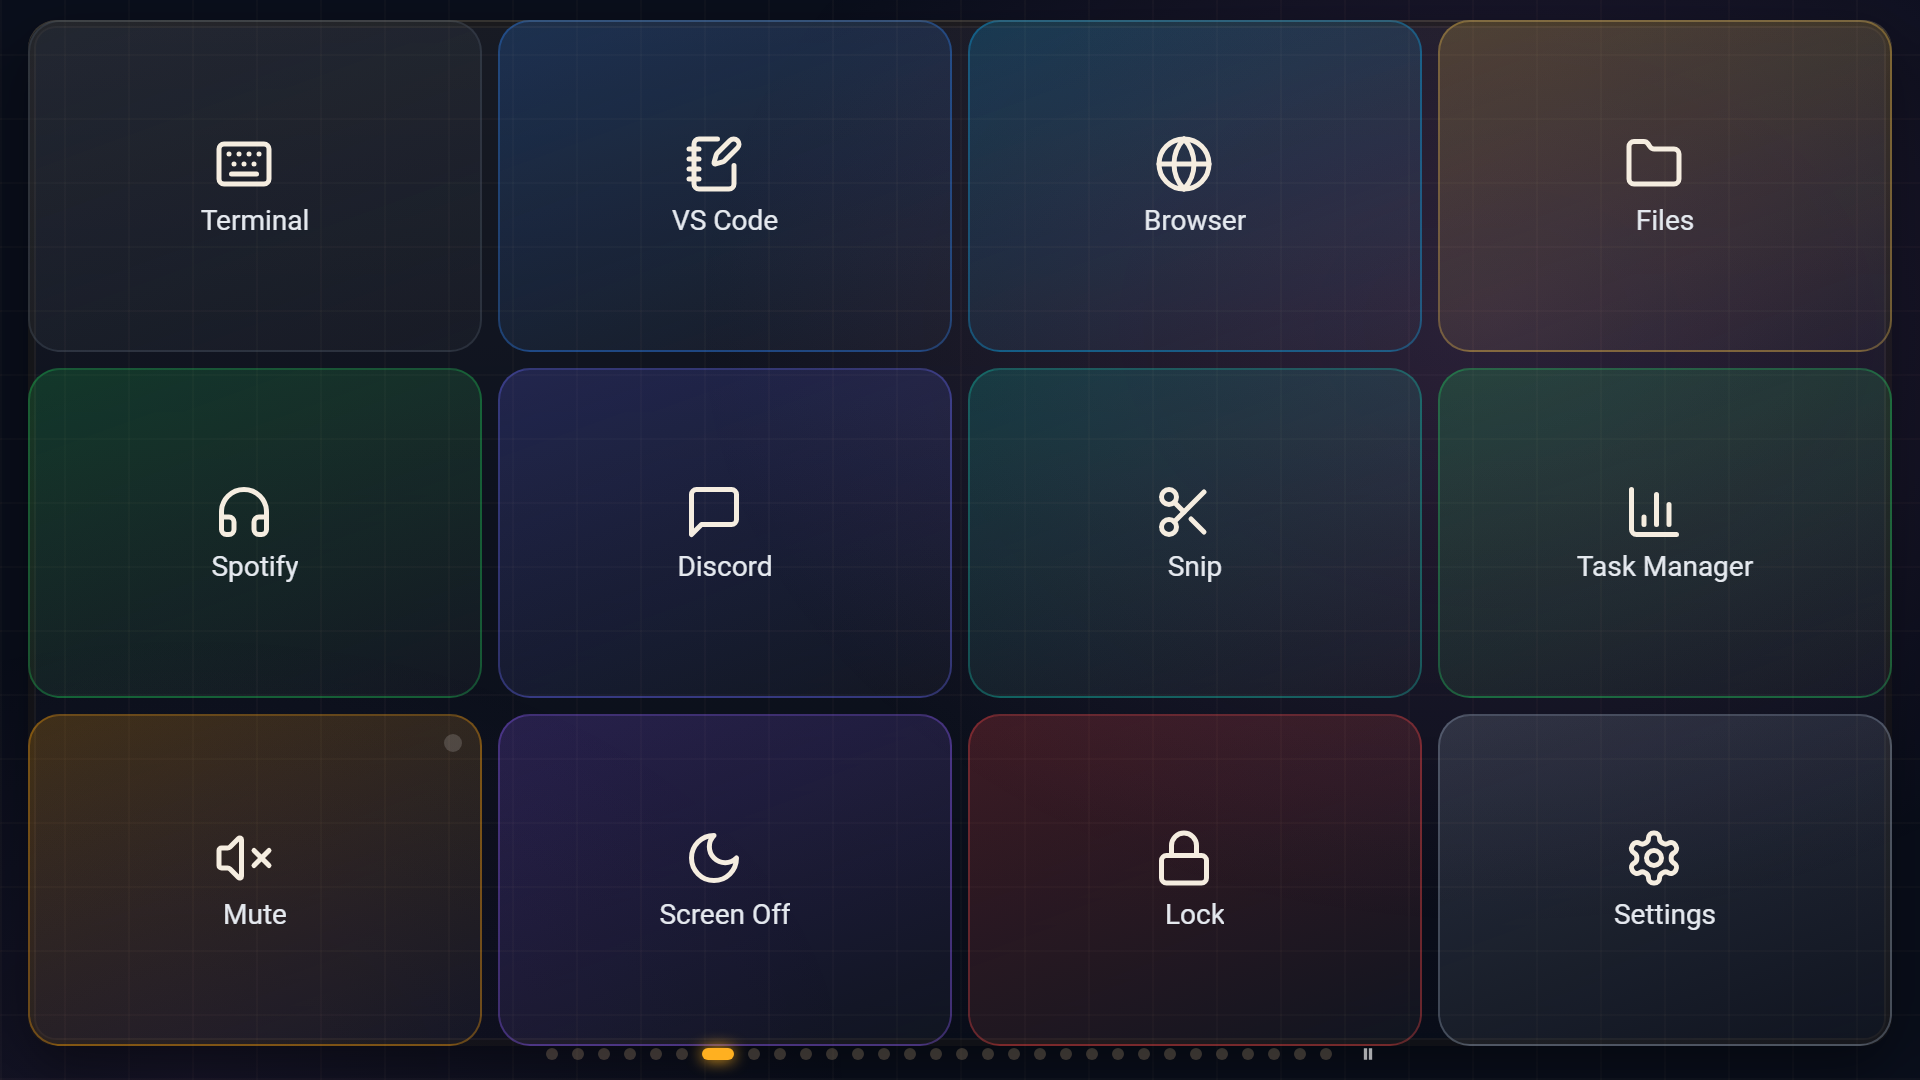 Terminal
VS Code
Browser
Files
Spotify
Discord
Snip
Task Manager
Mute
Screen Off
Lock
Settings